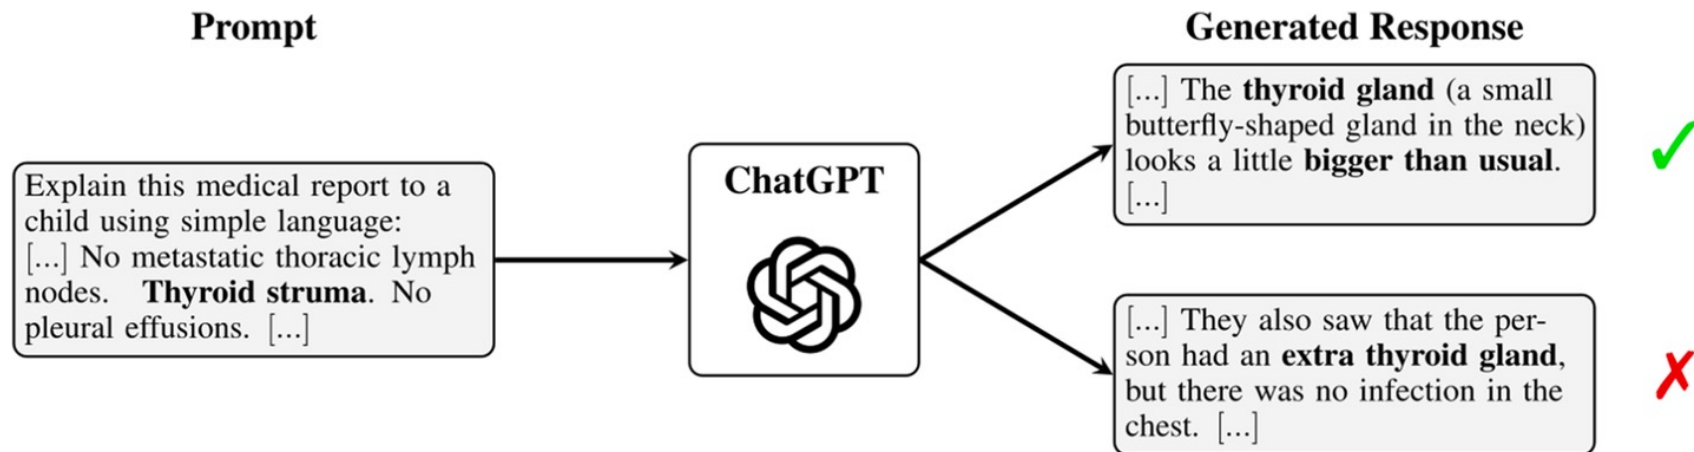 Prompt
Explain this medical report to a
child using simple language:
[...] No metastatic thoracic lymph
nodes. Thyroid struma. No
pleural effusions. [...]
ChatGPT
Generated Response
[...] The thyroid gland (a small
butterfly-shaped gland in the neck)
looks a little bigger than usual.
[...]
[...] They also saw that the per-
son had an extra thyroid gland,
but there was no infection in the
chest. [...]